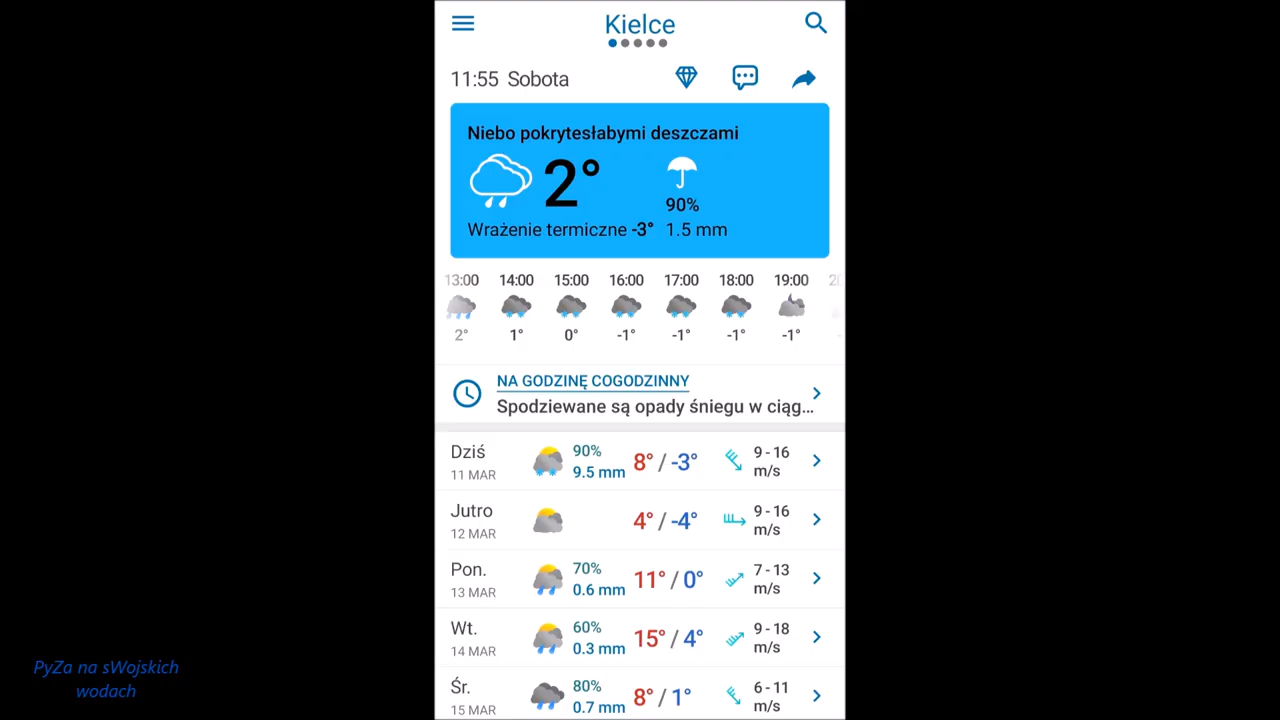 Kielce
11:55 Sobota
Niebo pokrytesłabymi deszczami
2°
90%
Wrażenie termiczne -3° 1.5 mm
13:00 14:00 15:00 16:00 17:00 18:00 19:00
2° 1° 0° -1° -1° -1° -1°
NA GODZINĘ COGODZINNY
Spodziewane są opady śniegu w ciąg...
Dziś 90% 8° / -3° 9 - 16
11 MAR 9.5 mm m/s
Jutro 4° / -4° 9 - 16
12 MAR m/s
Pon. 70% 11° / 0° 7 - 13
13 MAR 0.6 mm m/s
Wt. 60% 15° / 4° 9 - 18
14 MAR 0.3 mm m/s
Śr. 80% 8° / 1° 6 - 11
15 MAR 0.7 mm m/s
PyZa na sWojskich
wodach